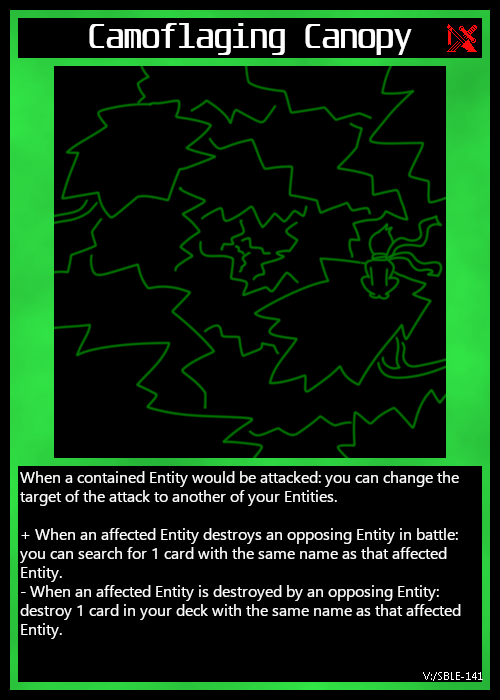 Camoflaging Canopy
When a contained Entity would be attacked: you can change the
target of the attack to another of your Entities.
+ When an affected Entity destroys an opposing Entity in battle:
you can search for 1 card with the same name as that affected
Entity.
- When an affected Entity is destroyed by an opposing Entity:
destroy 1 card in your deck with the same name as that affected
Entity.
V:/SBLE-141